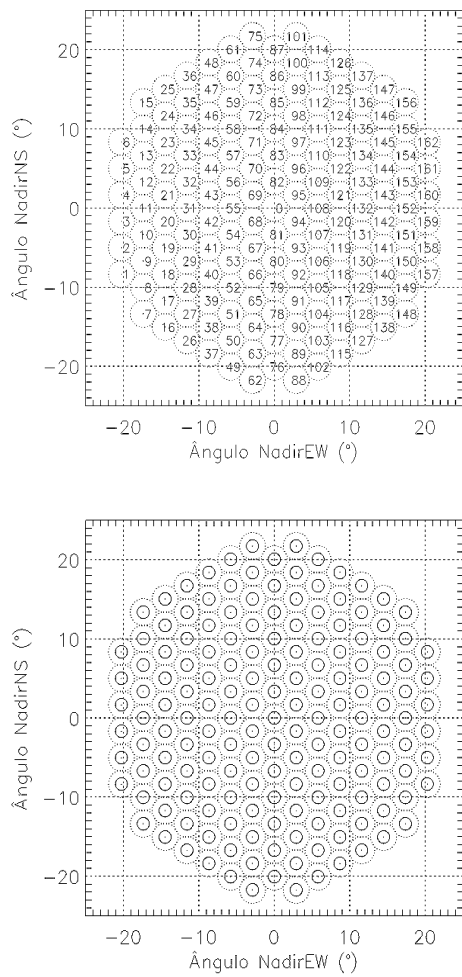 20
10
0
−10
−20
Ângulo NadirNS (°)
75 101
61 87 114
48 74 100 126
36 60 86 113 137
25 47 73 99 125 147
15 35 59 85 112 136 156
24 46 72 98 124 146
14 34 58 84 111 135 155
6 23 45 71 97 123 145 162
13 33 57 83 110 134 154
5 22 44 70 96 122 144 161
12 32 56 82 109 133 153
4 21 43 69 95 121 143 160
11 31 55 0 108 132 152
3 20 42 68 94 120 142 159
10 30 54 81 107 131 151
2 19 41 67 93 119 141 158
9 29 53 80 106 130 150
1 18 40 66 92 118 140 157
8 28 52 79 105 129 149
17 39 65 91 117 139
7 27 51 78 104 128 148
16 38 64 90 116 138
26 50 77 103 127
37 63 89 115
49 76 102
62 88
−20 −10 0 10 20
Ângulo NadirEW (°)
20
10
0
−10
−20
Ângulo NadirNS (°)
−20 −10 0 10 20
Ângulo NadirEW (°)